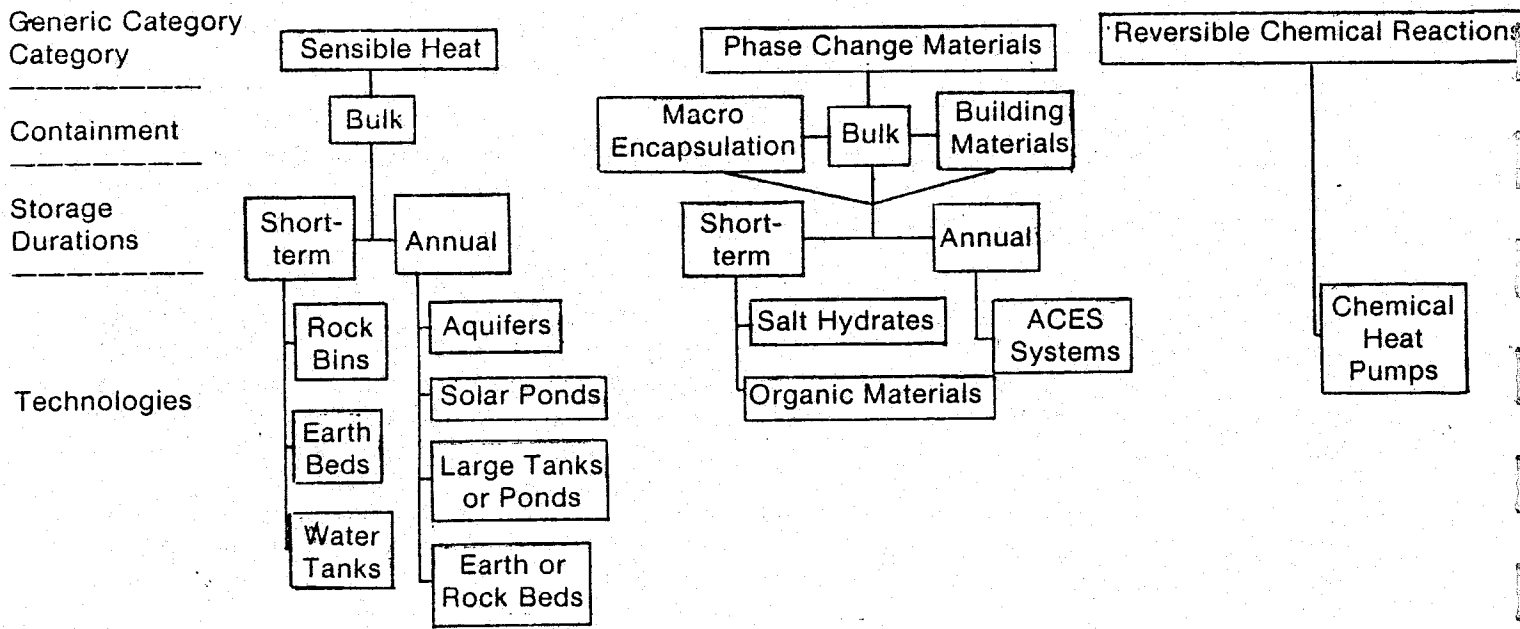 Generic Category
Category
Sensible Heat
Phase Change Materials
Reversible Chemical Reactions
Containment
Bulk
Macro
Encapsulation
Bulk
Building
Materials
Storage
Durations
Short-
term
Annual
Short-
term
Annual
Technologies
Rock
Bins
Earth
Beds
Water
Tanks
Aquifers
Solar Ponds
Large Tanks
or Ponds
Earth or
Rock Beds
Salt Hydrates
Organic Materials
ACES
Systems
Chemical
Heat
Pumps